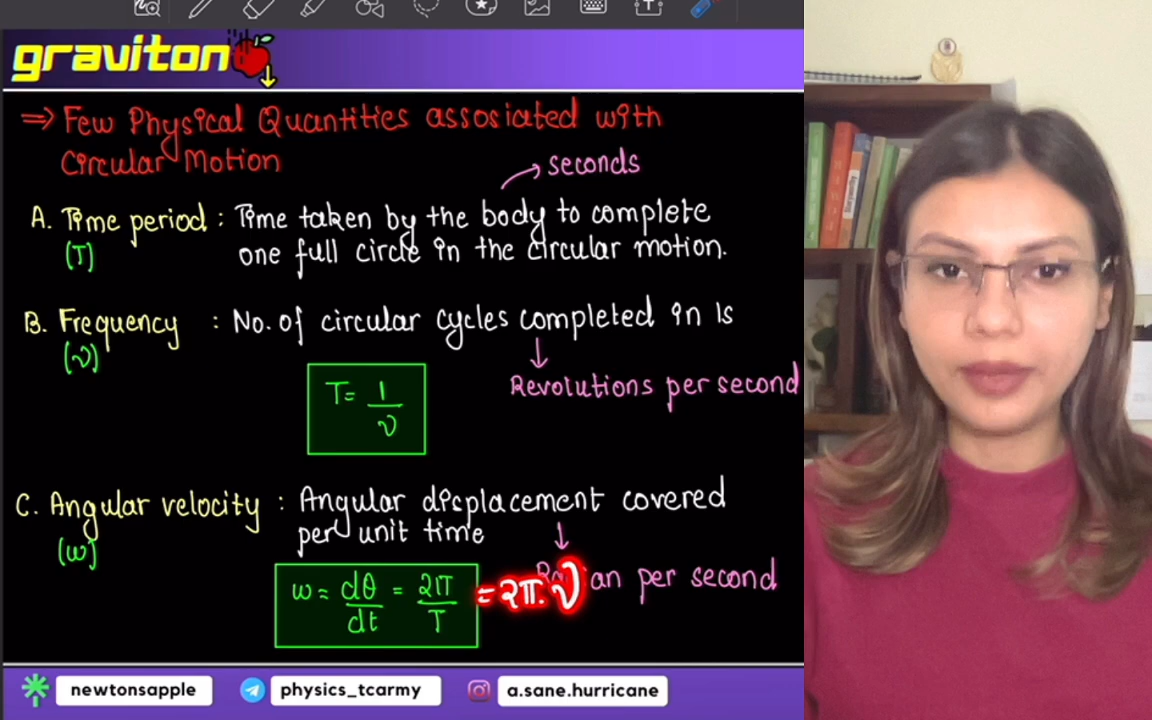 graviton
⇒ Few Physical Quantities associated with
Circular Motion
seconds
A. Time period : Time taken by the body to complete
(T) one full circle in the circular motion.
B. Frequency : No. of circular cycles completed in 1s
(ν)
Revolutions per second
T= 1/ν
C. Angular velocity : Angular displacement covered
per unit time
(ω)
an per second
ω = dθ/dt = 2π/T = 2π.ν
newtonsapple
physics_tcarmy
a.sane.hurricane